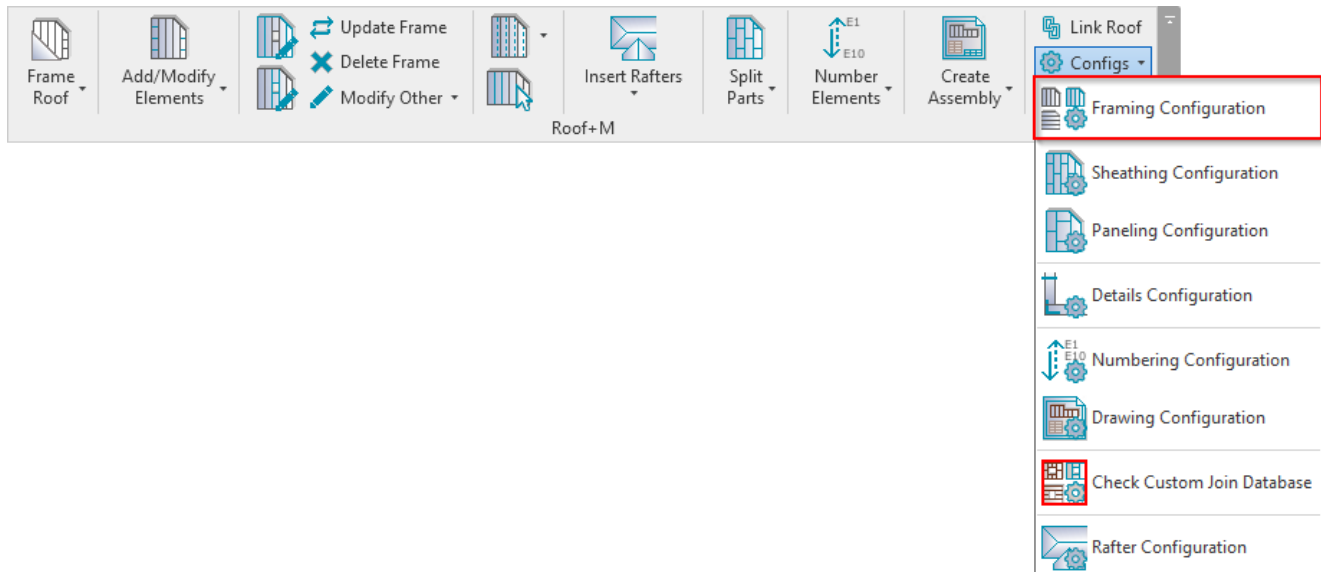 Frame
Roof
Add/Modify
Elements
Update Frame
Delete Frame
Modify Other
Insert Rafters
Split
Parts
E1
E10
Number
Elements
Create
Assembly
Link Roof
Configs
Roof+M
Framing Configuration
Sheathing Configuration
Paneling Configuration
Details Configuration
E1
E10
Numbering Configuration
Drawing Configuration
Check Custom Join Database
Rafter Configuration